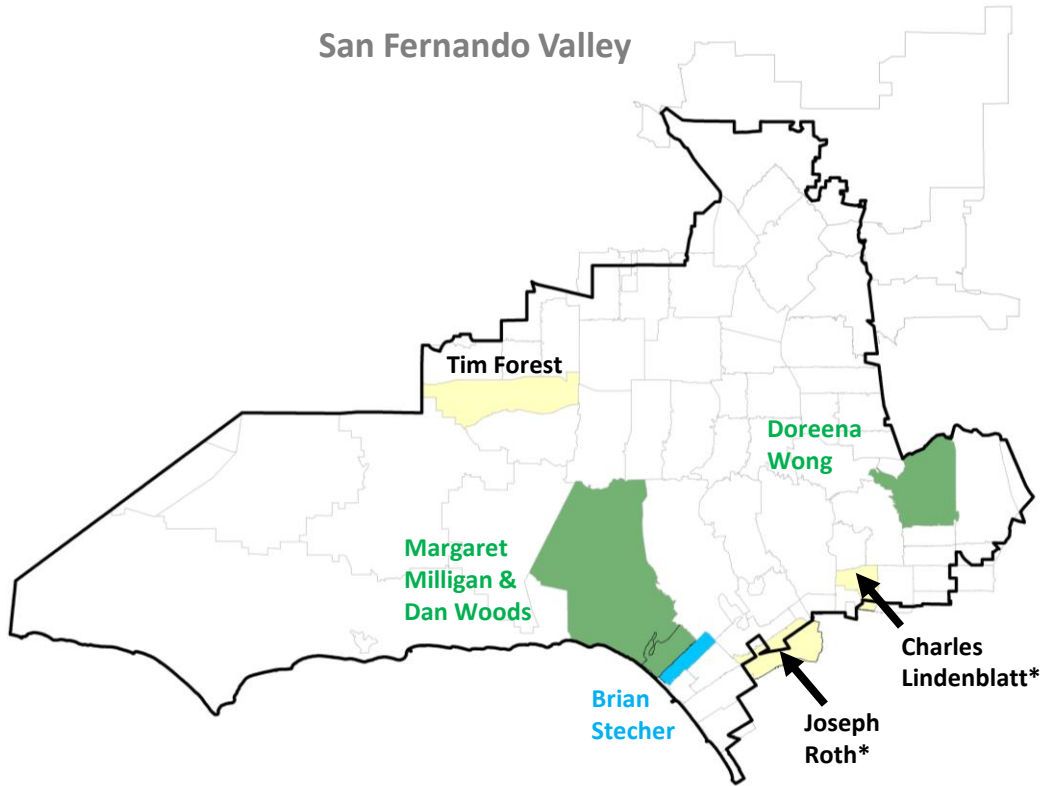 San Fernando Valley
Tim Forest
Doreena
Wong
Margaret
Milligan &
Dan Woods
Charles
Lindenblatt*
Brian
Stecher
Joseph
Roth*